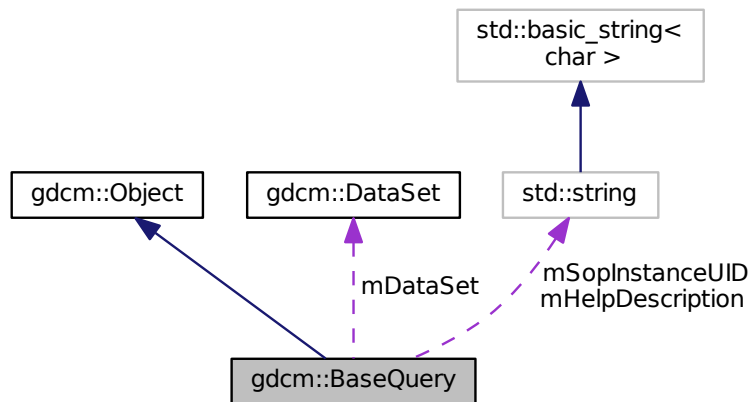 std::basic_string<
char >
gdcm::Object
gdcm::DataSet
std::string
mDataSet
mSopInstanceUID
mHelpDescription
gdcm::BaseQuery